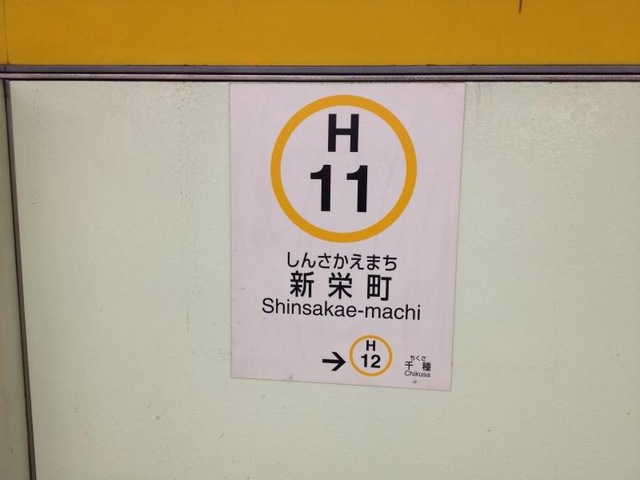 H
11
しんさかえまち
新栄町
Shinsakae-machi
→ H 12
ちくさ
千種
Chikusa